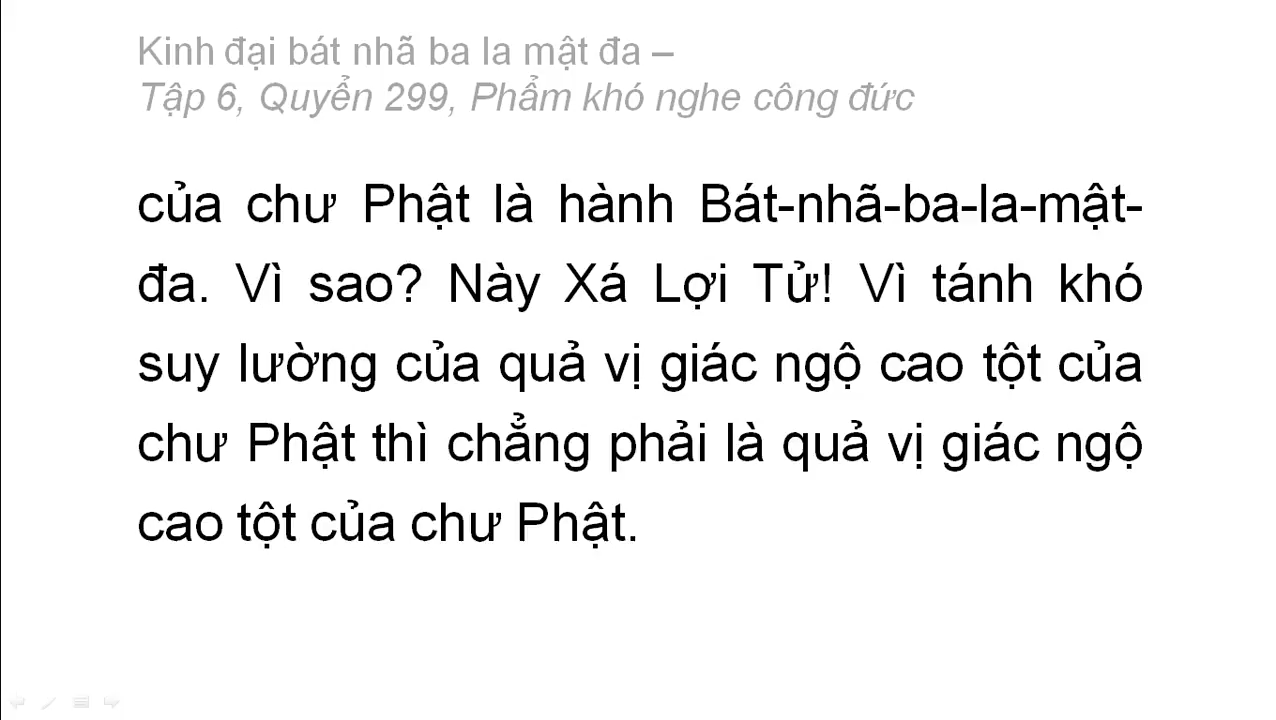 Kinh đại bát nhã ba la mật đa –
Tập 6, Quyển 299, Phẩm khó nghe công đức
của chư Phật là hành Bát-nhã-ba-la-mật-
đa. Vì sao? Này Xá Lợi Tử! Vì tánh khó
suy lường của quả vị giác ngộ cao tột của
chư Phật thì chẳng phải là quả vị giác ngộ
cao tột của chư Phật.